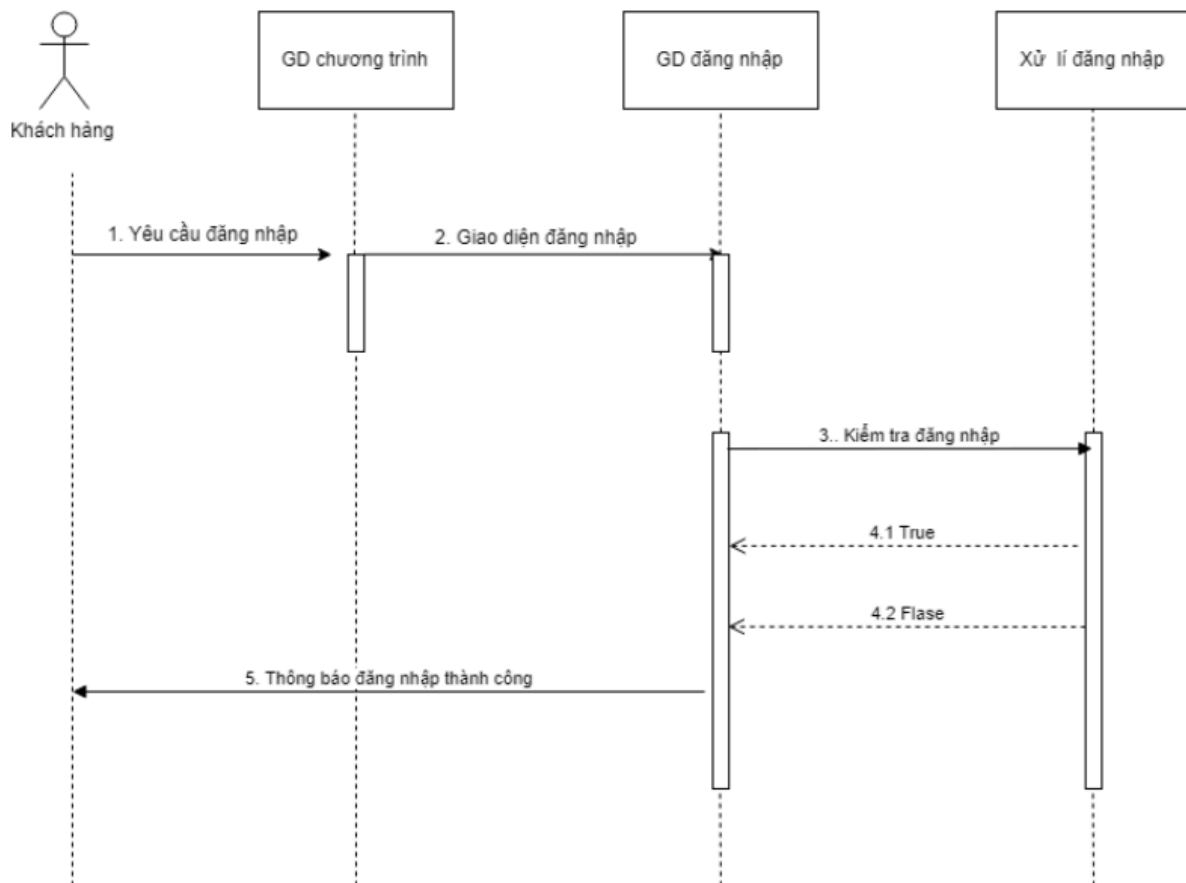 GD chương trình
GD đăng nhập
Xử lí đăng nhập
Khách hàng
1. Yêu cầu đăng nhập
2. Giao diện đăng nhập
3.. Kiểm tra đăng nhập
4.1 True
4.2 Flase
5. Thông báo đăng nhập thành công